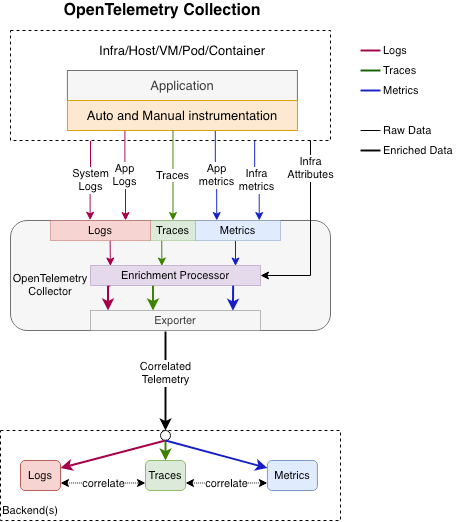 OpenTelemetry Collection
Infra/Host/VM/Pod/Container
Application
Auto and Manual instrumentation
Logs
Traces
Metrics
Raw Data
Enriched Data
System
Logs
App
Logs
Traces
App
metrics
Infra
metrics
Infra
Attributes
Logs
Traces
Metrics
OpenTelemetry
Collector
Enrichment Processor
Exporter
Correlated
Telemetry
Logs
correlate
Traces
correlate
Metrics
Backend(s)